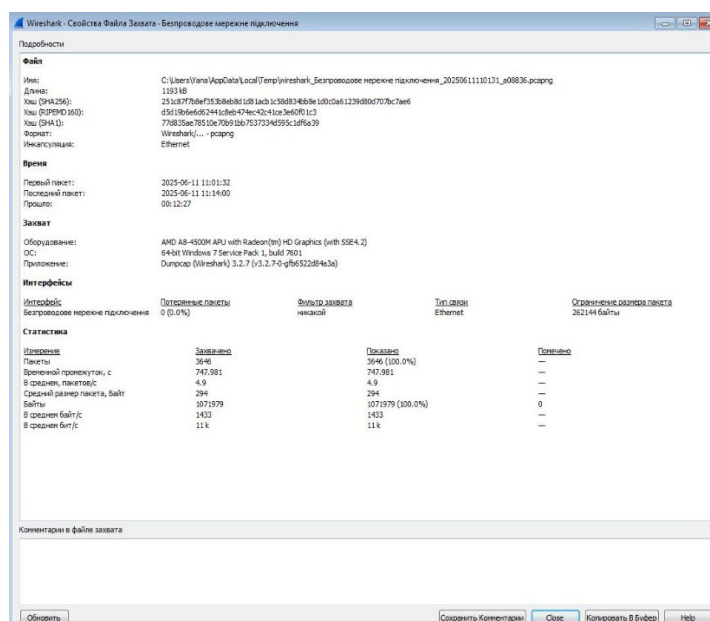 Wireshark - Свойства Файла Захвата - Безпроводове мережне підключення
Подробности
Файл
Имя: C:\Users\Yana\AppData\Local\Temp\wireshark_Безпроводове мережне підключення_20250611110131_a08836.pcapng
Длина: 1193 kB
Хэш (SHA256): 251c87f7b8ef353b8eb8d1d81acb1c58d834bb8e1d0c0a61239d80d707bc7ae6
Хэш (RIPEMD160): d5d19b6e6d62441c8eb474ec42c41ce3e60f01c3
Хэш (SHA1): 77d835ae78510e70b91bb7537334d595c1df6a39
Формат: Wireshark/... - pcapng
Инкапсуляция: Ethernet
Время
Первый пакет: 2025-06-11 11:01:32
Последний пакет: 2025-06-11 11:14:00
Прошло: 00:12:27
Захват
Оборудование: AMD A8-4500M APU with Radeon(tm) HD Graphics (with SSE4.2)
ОС: 64-bit Windows 7 Service Pack 1, build 7601
Приложение: Dumpcap (Wireshark) 3.2.7 (v3.2.7-0-gfb6522d84a3a)
Интерфейсы
Интерфейс Потерянные пакеты Фильтр захвата Тип связи Ограничение размера пакета
Безпроводове мережне підключення 0 (0.0%) никакой Ethernet 262144 байты
Статистика
Измерение Захвачено Показано Помечено
Пакеты 3646 3646 (100.0%) —
Временной промежуток, с 747.981 747.981 —
В среднем, пакетов/с 4.9 4.9 —
Средний размер пакета, Байт 294 294 —
Байты 1071979 1071979 (100.0%) 0
В среднем байт/с 1433 1433 —
В среднем бит/с 11 k 11 k —
Комментарии в файле захвата
Обновить Сохранить Комментарии Close Копировать В Буфер Help